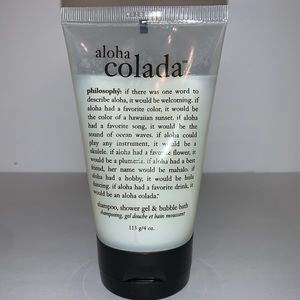 aloha
colada™
philosophy: if there was one word to
describe aloha, it would be welcoming. if
aloha had a favorite color, it would be
the color of a hawaiian sunset. if aloha
had a favorite song, it would be the
sound of ocean waves. if aloha could
play any instrument, it would be a
ukulele. if aloha had a favorite flower, it
would be a plumeria. if aloha had a best
friend, her name would be mahalo. if
aloha had a hobby, it would be hula
dancing. if aloha had a favorite drink, it
would be an aloha colada.™
shampoo, shower gel & bubble bath
shampooing, gel douche et bain moussant
113 g/4 oz.